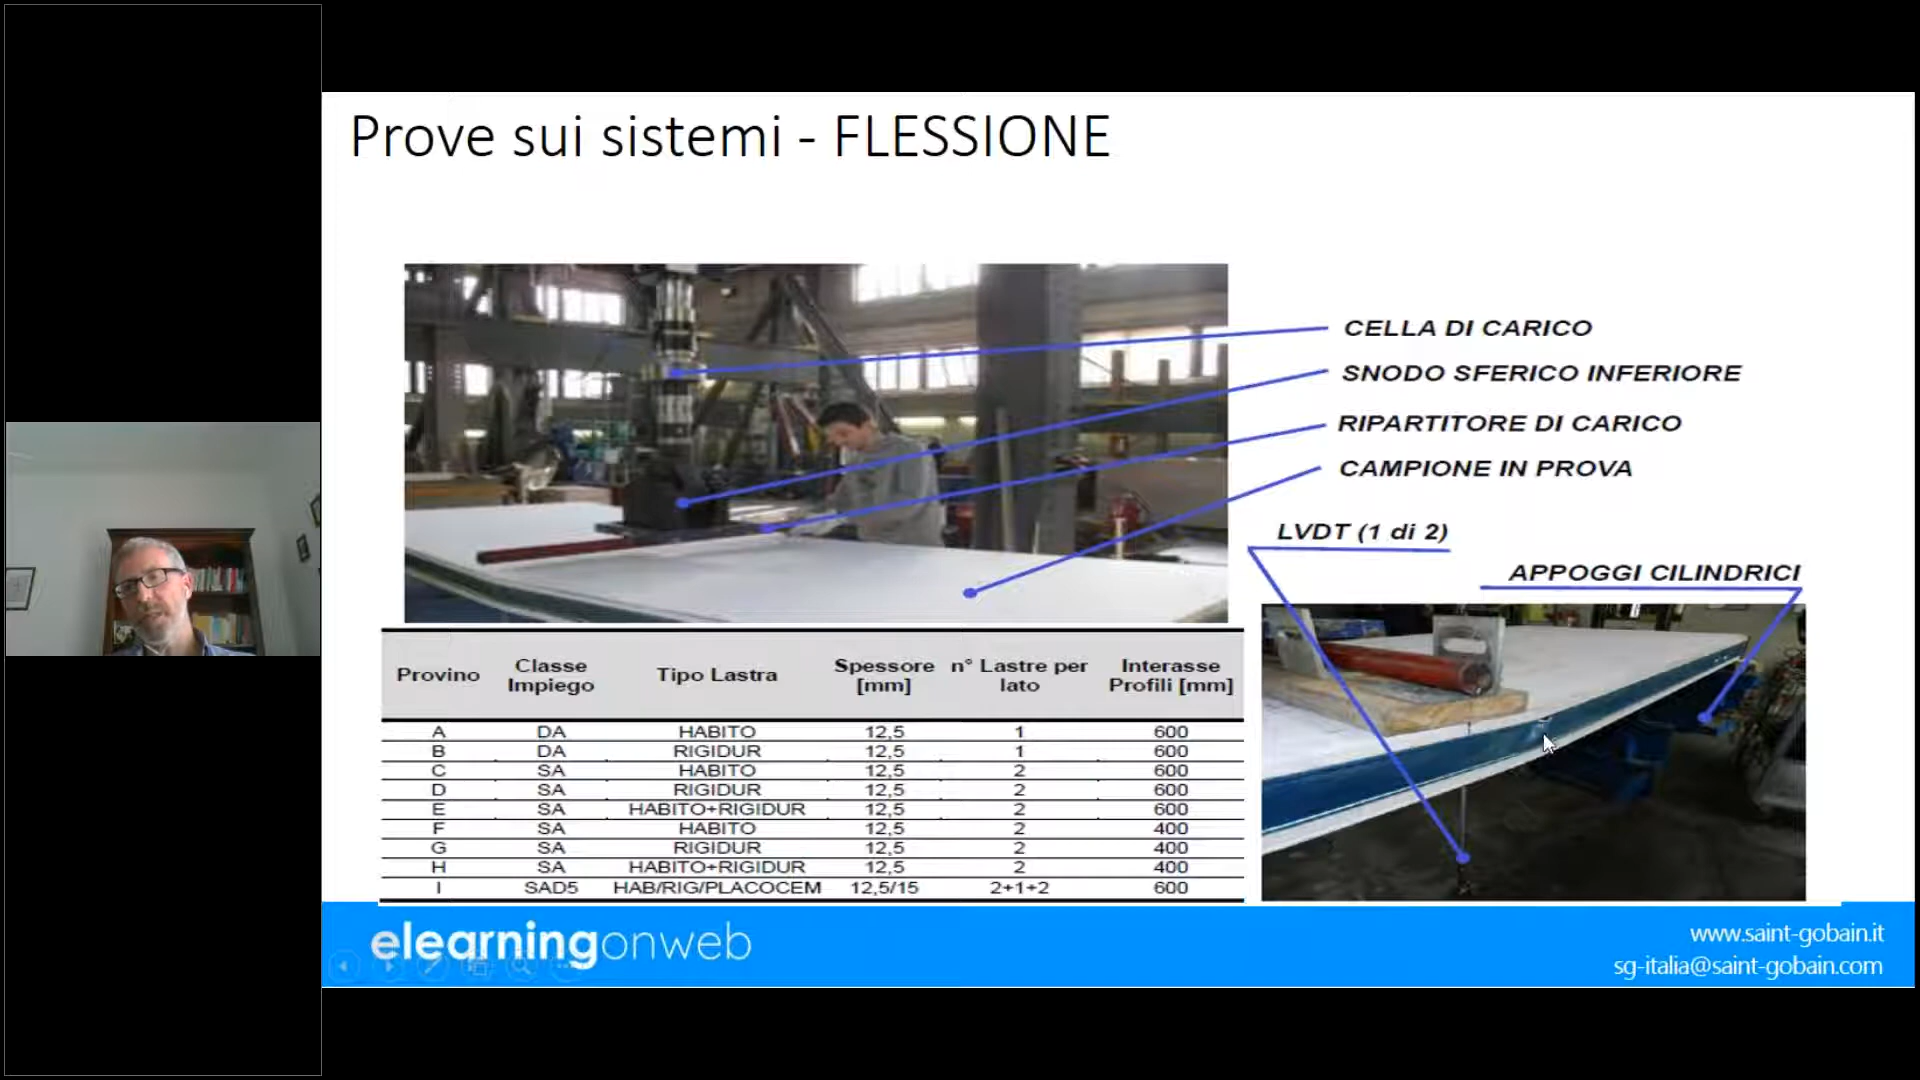 Prove sui sistemi - FLESSIONE
CELLA DI CARICO
SNODO SFERICO INFERIORE
RIPARTITORE DI CARICO
CAMPIONE IN PROVA
LVDT (1 di 2)
APPOGGI CILINDRICI
Provino Classe Impiego Tipo Lastra Spessore [mm] n° Lastre per lato Interasse Profili [mm]
A DA HABITO 12,5 1 600
B DA RIGIDUR 12,5 1 600
C SA HABITO 12,5 2 600
D SA RIGIDUR 12,5 2 600
E SA HABITO+RIGIDUR 12,5 2 600
F SA HABITO 12,5 2 400
G SA RIGIDUR 12,5 2 400
H SA HABITO+RIGIDUR 12,5 2 400
I SAD5 HAB/RIG/PLACOCEM 12,5/15 2+1+2 600
elearningonweb
www.saint-gobain.it
sg-italia@saint-gobain.com